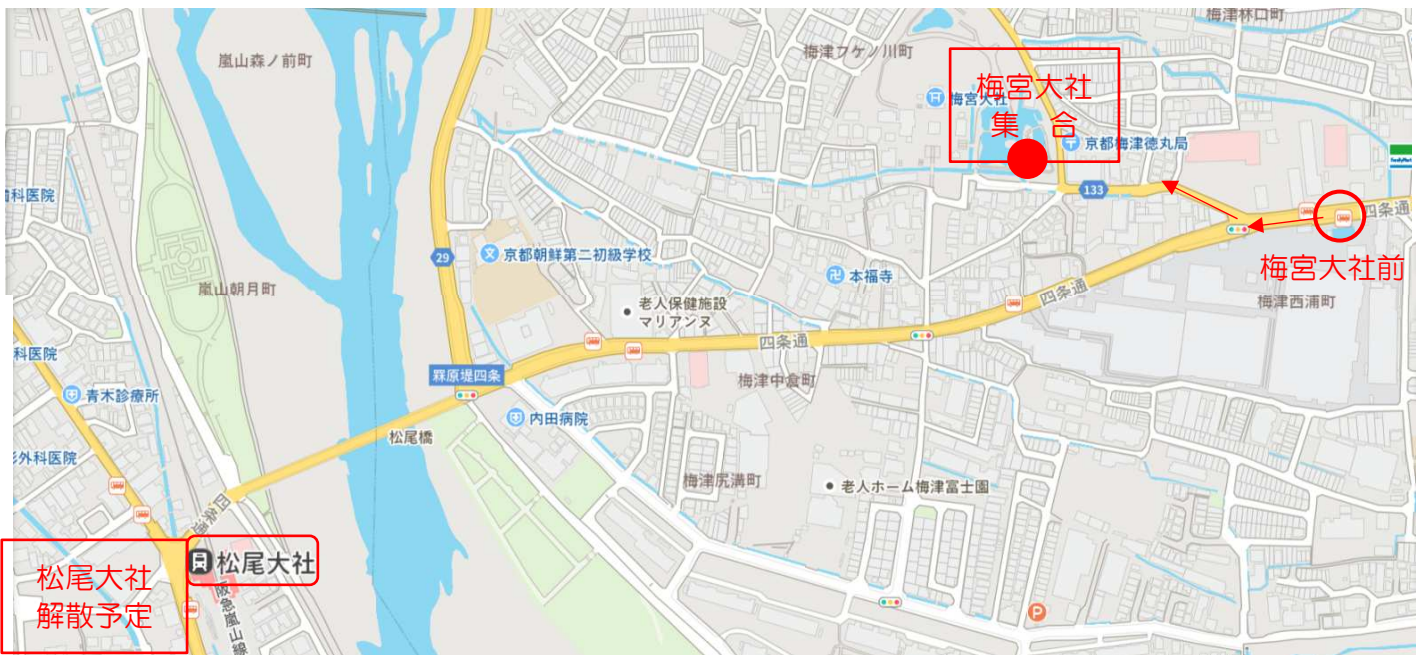 梅津林口町
嵐山森ノ前町
梅津フケノ川町
梅宮大社
集 合
梅宮大社
京都梅津徳丸局
FamilyMart
歯科医院
133
四条通
梅宮大社前
29
京都朝鮮第二初級学校
本福寺
嵐山朝月町
老人保健施設
マリアンヌ
四条通
梅津西浦町
四条通
科医院
罧原堤四条
梅津中倉町
青木診療所
内田病院
松尾橋
外科医院
梅津尻溝町
老人ホーム梅津富士園
四条通
松尾大社
松尾大社
解散予定
阪急嵐山線
P